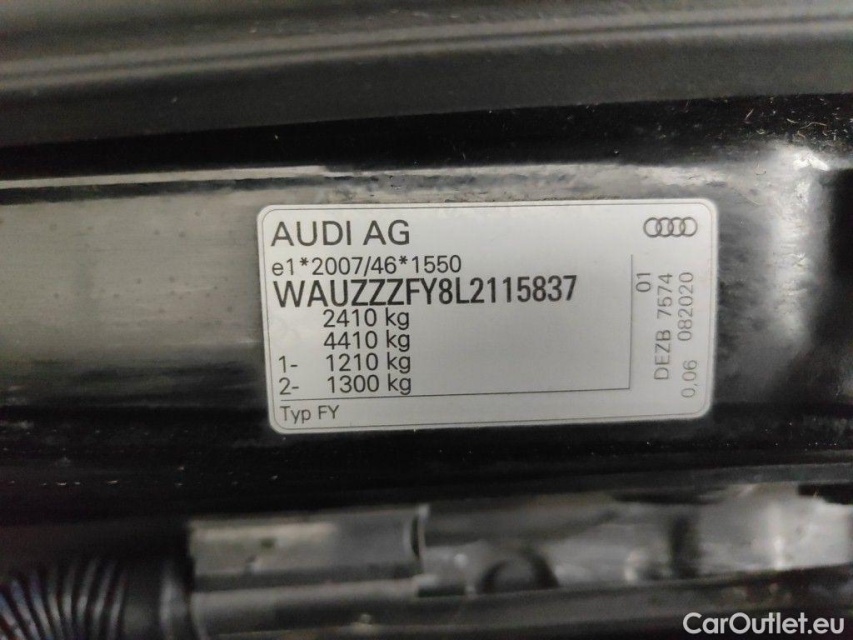 AUDI AG
e1*2007/46*1550
WAUZZZFY8L2115837
2410 kg
4410 kg
1- 1210 kg
2- 1300 kg
Typ FY
01
DEZB 7574
0,06 082020
CarOutlet.eu